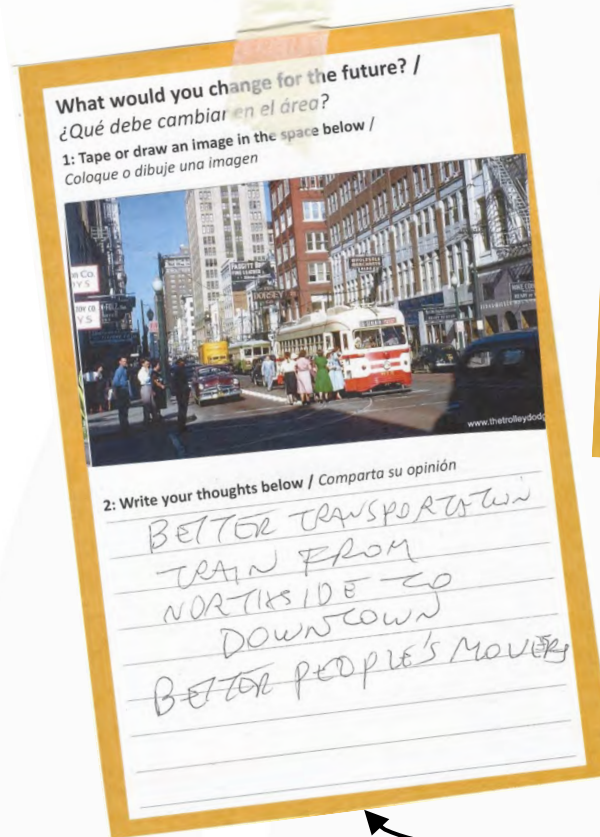 What would you change for the future? /
¿Qué debe cambiar en el área?
1: Tape or draw an image in the space below /
Coloque o dibuje una imagen
DORSEY
www.thetrolleydodg
2: Write your thoughts below / Comparta su opinión
BETTER TRANSPORTATION
TRAIN FROM
NORTHSIDE TO
DOWNTOWN
BETTER PEOPLE'S MOVERS